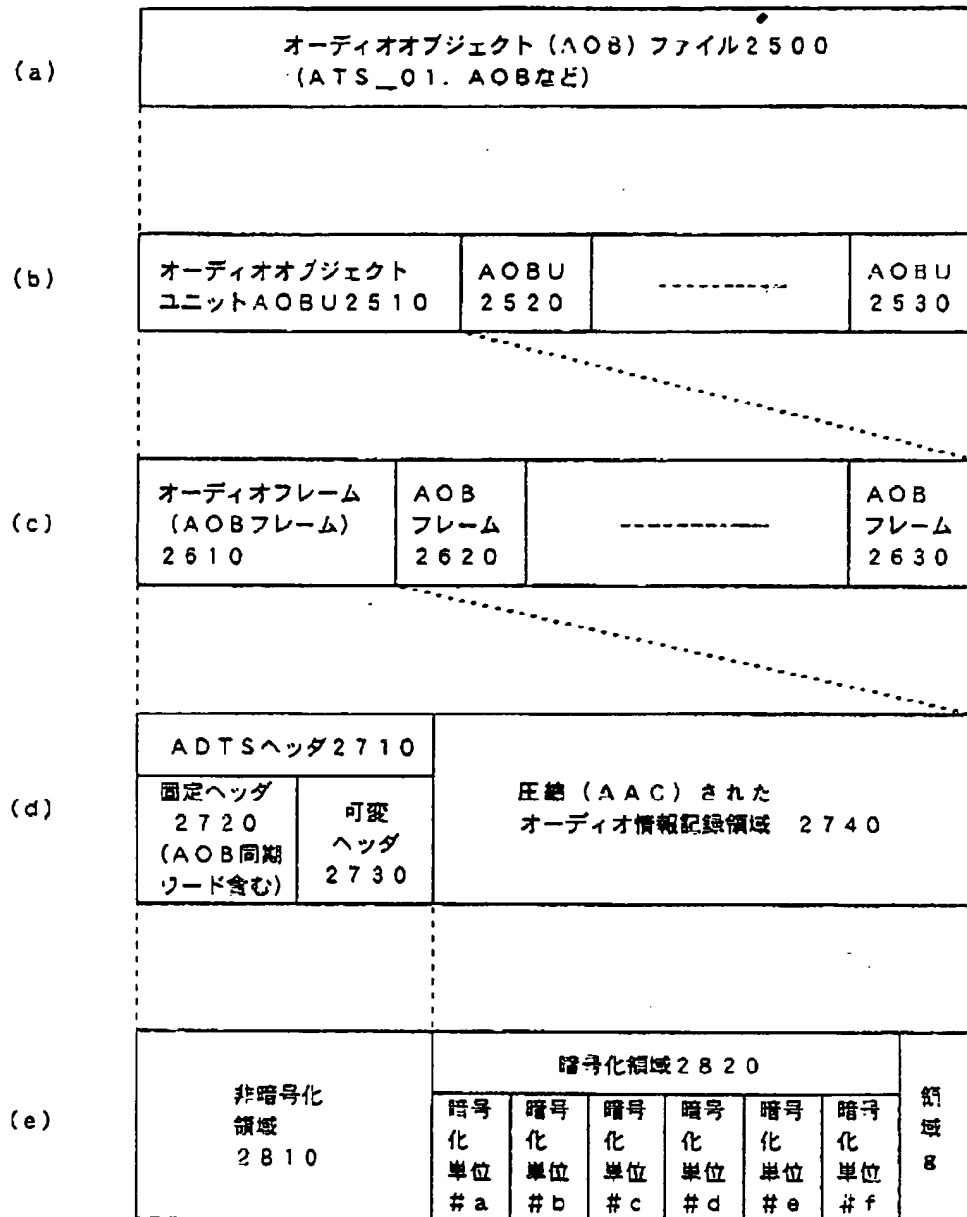 (a)
オーディオオブジェクト(AOB)ファイル2500
(ATS_01.AOBなど)
(b)
オーディオオブジェクト
ユニットAOBU2510
AOBU
2520
AOBU
2530
(c)
オーディオフレーム
(AOBフレーム)
2610
AOB
フレーム
2620
AOB
フレーム
2630
(d)
ADTSヘッダ2710
固定ヘッダ
2720
(AOB同期
ワード含む)
可変
ヘッダ
2730
圧縮(AAC)された
オーディオ情報記録領域 2740
(e)
非暗号化
領域
2810
暗号化領域2820
暗号
化
単位
#a
暗号
化
単位
#b
暗号
化
単位
#c
暗号
化
単位
#d
暗号
化
単位
#e
暗号
化
単位
#f
領
域
g